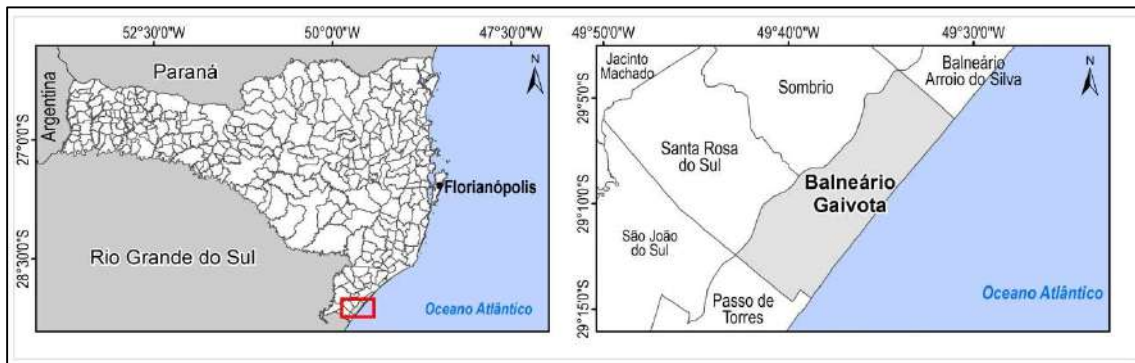 52°30'0"W 50°0'0"W 47°30'0"W
Argentina
Paraná
N
27°0'0"S
Florianópolis
Rio Grande do Sul
28°30'0"S
Oceano Atlântico
49°50'0"W 49°40'0"W 49°30'0"W
Jacinto
Machado
Sombrio
Balneário
Arroio do Silva
N
29°5'0"S
Santa Rosa
do Sul
Balneário
Gaivota
29°10'0"S
São João
do Sul
Passo de
Torres
29°15'0"S
Oceano Atlântico